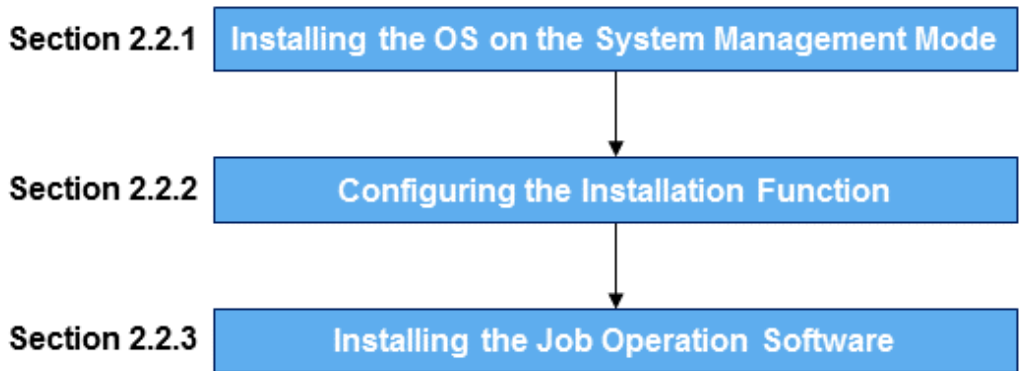 Section 2.2.1 Installing the OS on the System Management Mode
Section 2.2.2 Configuring the Installation Function
Section 2.2.3 Installing the Job Operation Software